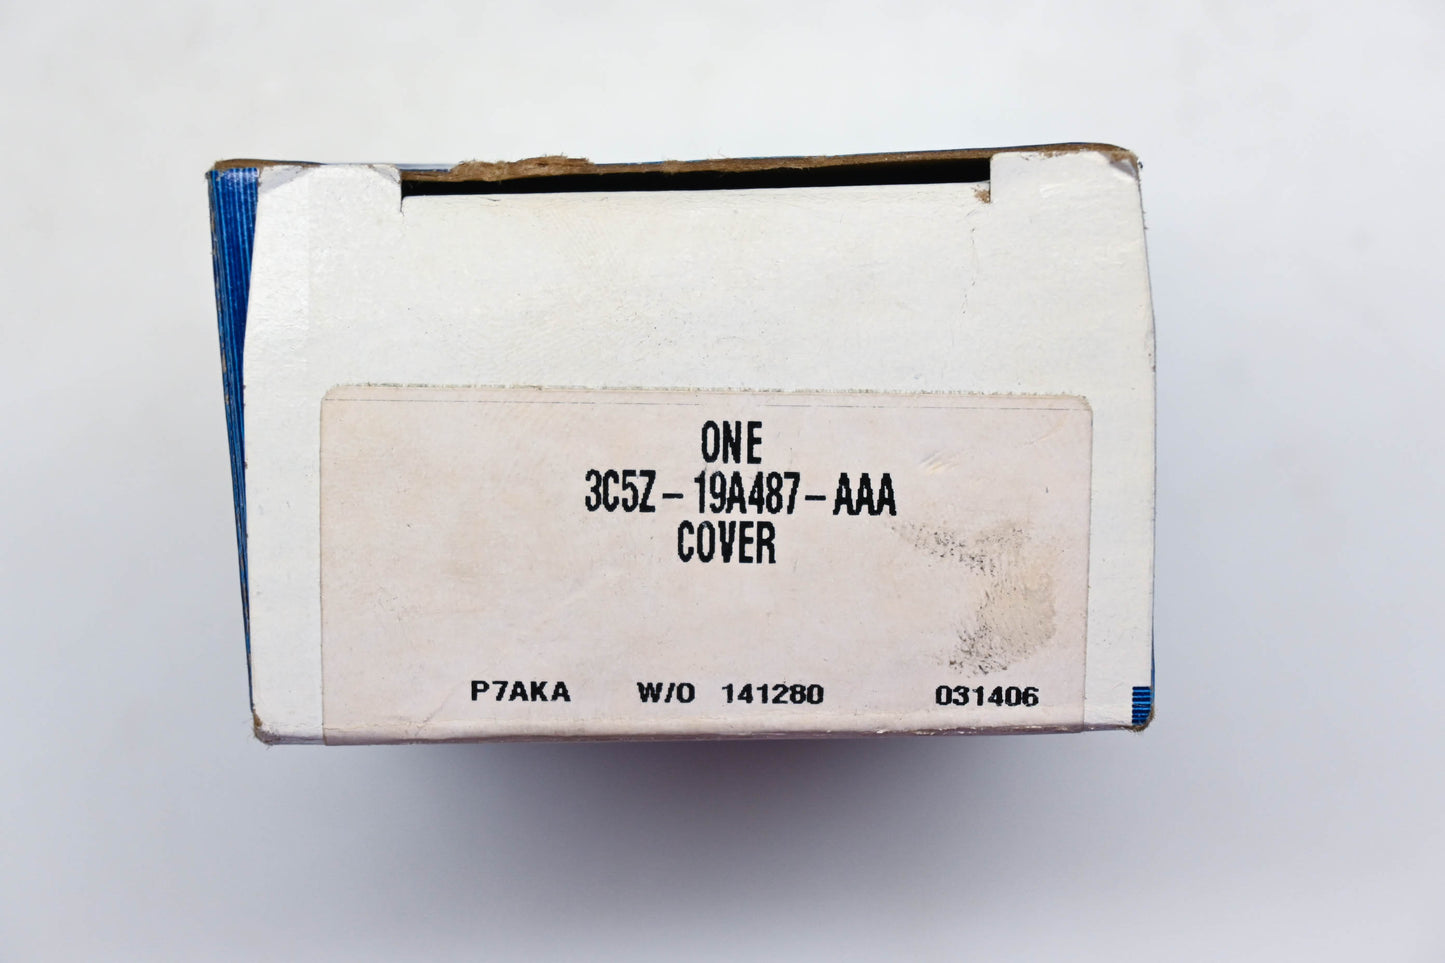 ONE
3C5Z-19A487-AAA
COVER
P7AKA W/O 141280 031406